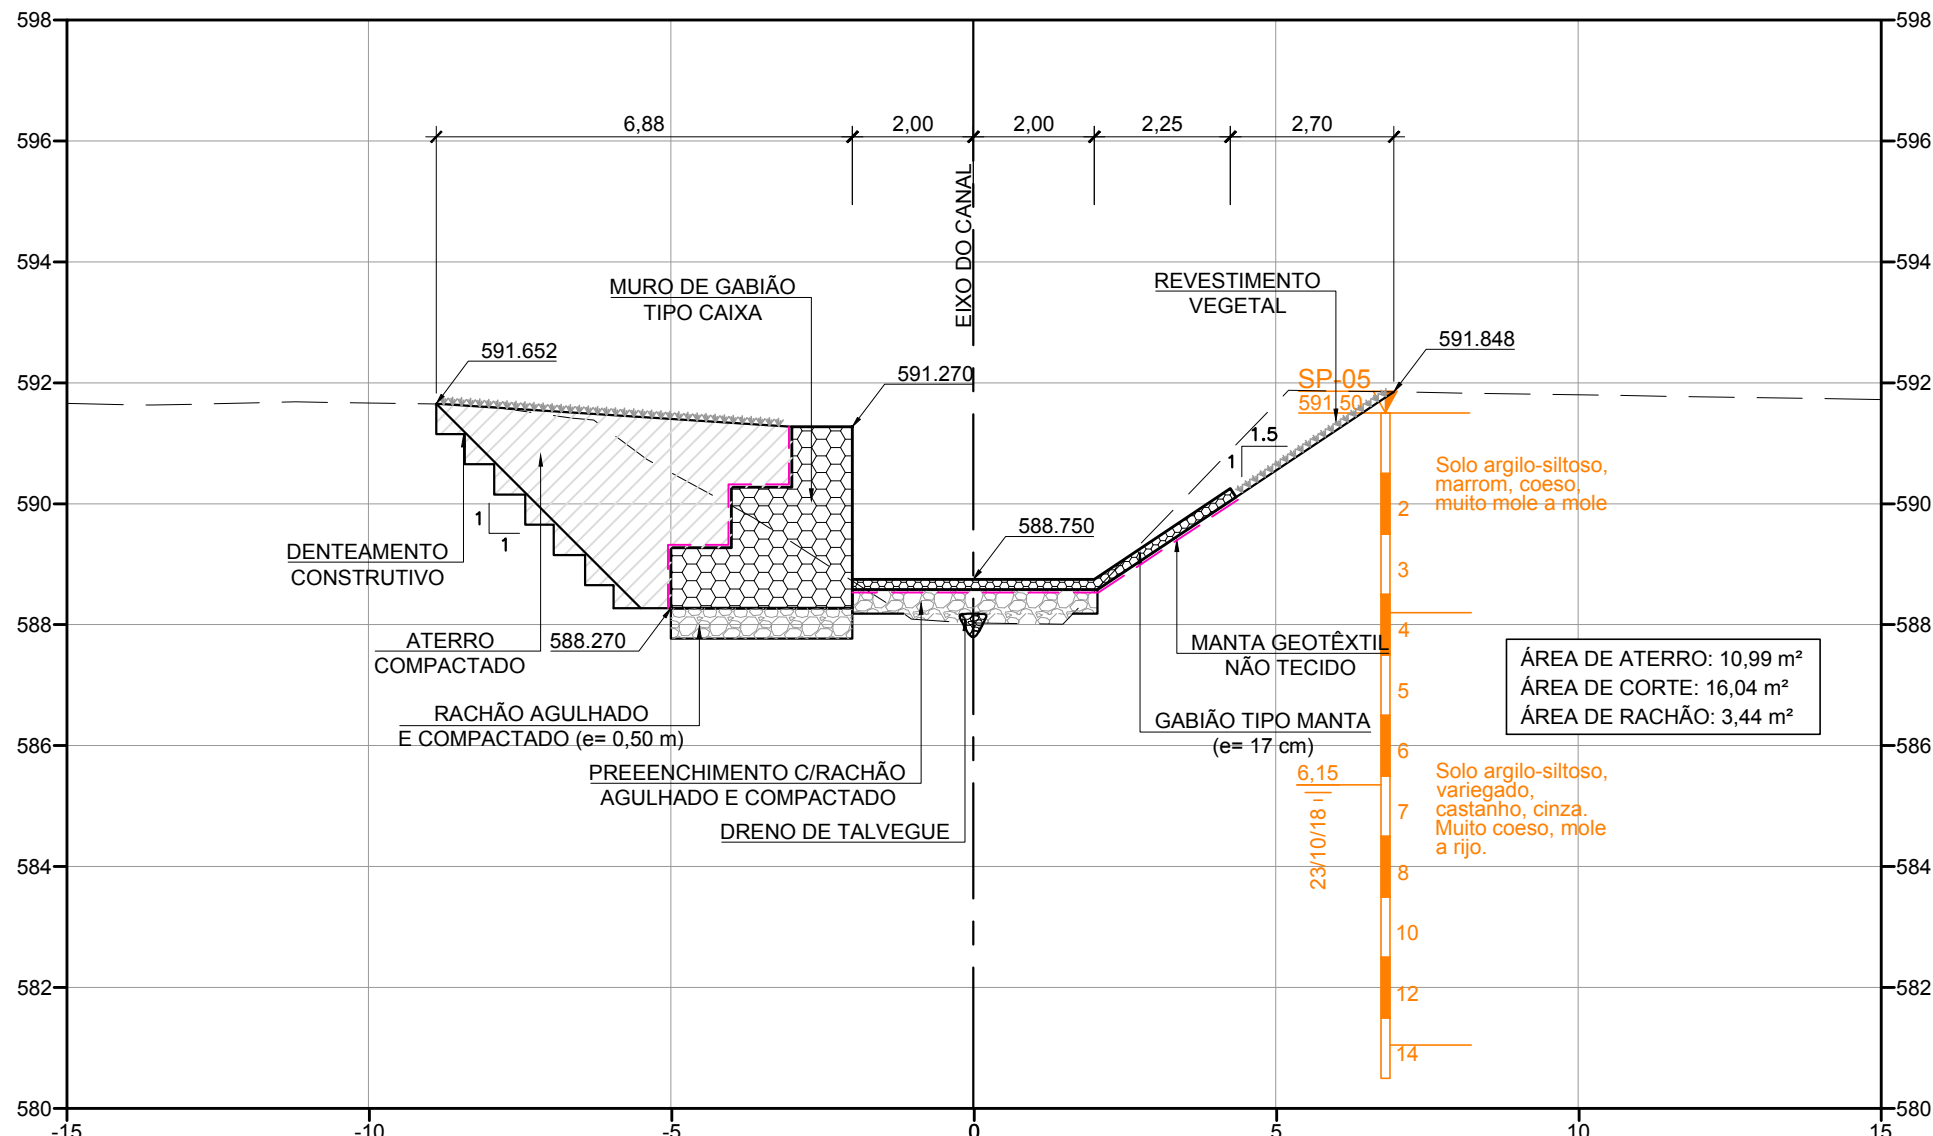 598
598
6,88
2,00
2,00
2,25
2,70
596
596
EIXO DO CANAL
594
594
MURO DE GABIÃO
TIPO CAIXA
REVESTIMENTO
VEGETAL
591.652
591.270
591.848
592
592
SP-05
591.50
1.5
1
Solo argilo-siltoso,
marrom, coeso,
muito mole a mole
590
590
2
1
1
588.750
DENTEAMENTO
CONSTRUTIVO
3
588
588
4
ATERRO
COMPACTADO
588.270
MANTA GEOTÊXTIL
NÃO TECIDO
ÁREA DE ATERRO: 10,99 m²
ÁREA DE CORTE: 16,04 m²
ÁREA DE RACHÃO: 3,44 m²
5
RACHÃO AGULHADO
E COMPACTADO (e= 0,50 m)
GABIÃO TIPO MANTA
(e= 17 cm)
586
586
6
PREEENCHIMENTO C/RACHÃO
AGULHADO E COMPACTADO
6,15
23/10/18
Solo argilo-siltoso,
variegado,
castanho, cinza.
Muito coeso, mole
a rijo.
7
DRENO DE TALVEGUE
584
584
8
10
582
582
12
14
580
580
-15
-10
-5
0
5
10
15